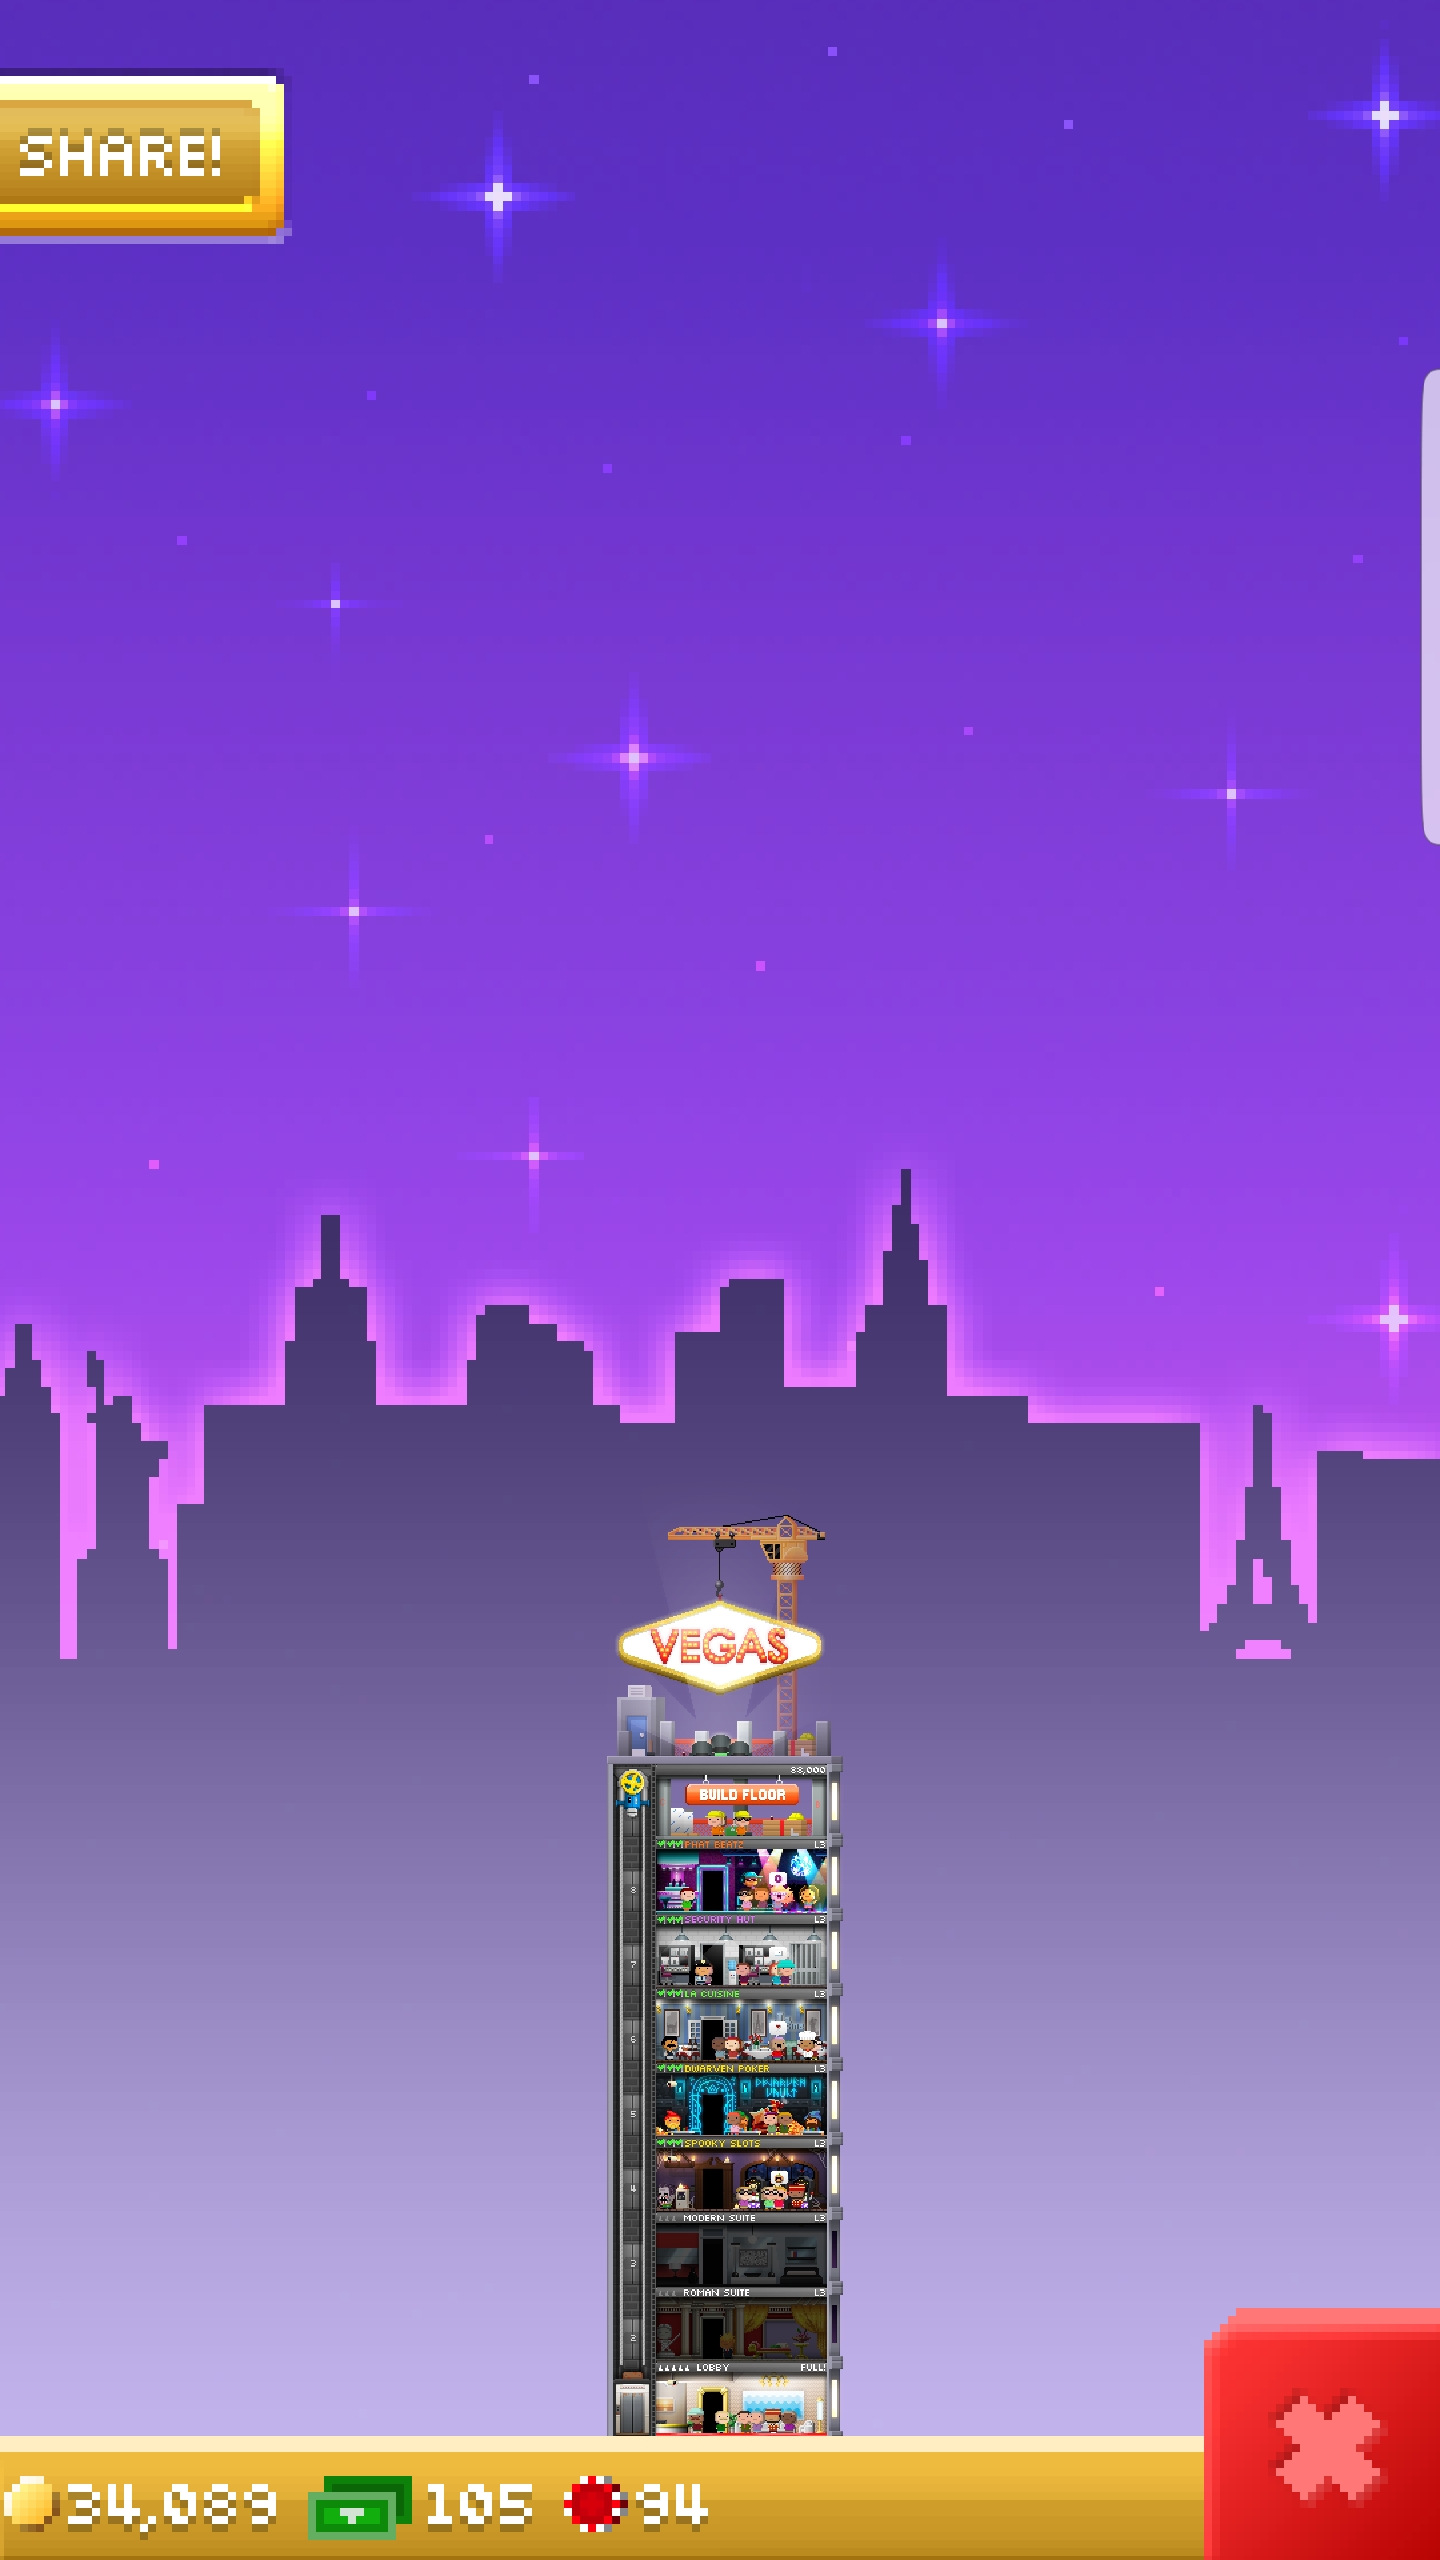 SHARE!
VEGAS
83,000
BUILD FLOOR
PHAT BEATZ L3
8
SECURITY HUT L3
7
LA CUISINE L3
6
DWARVEN POKER L3
DWARVEN
VAULT
5
SPOOKY SLOTS L3
4
MODERN SUITE L3
3
ROMAN SUITE L3
2
LOBBY FULL!
34,089 105 94